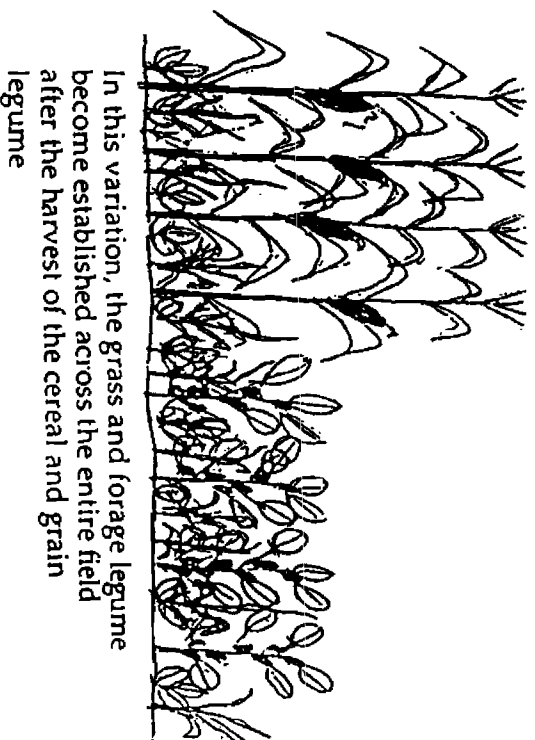 In this variation, the grass and forage legume
become established across the entire field
after the harvest of the cereal and grain
legume